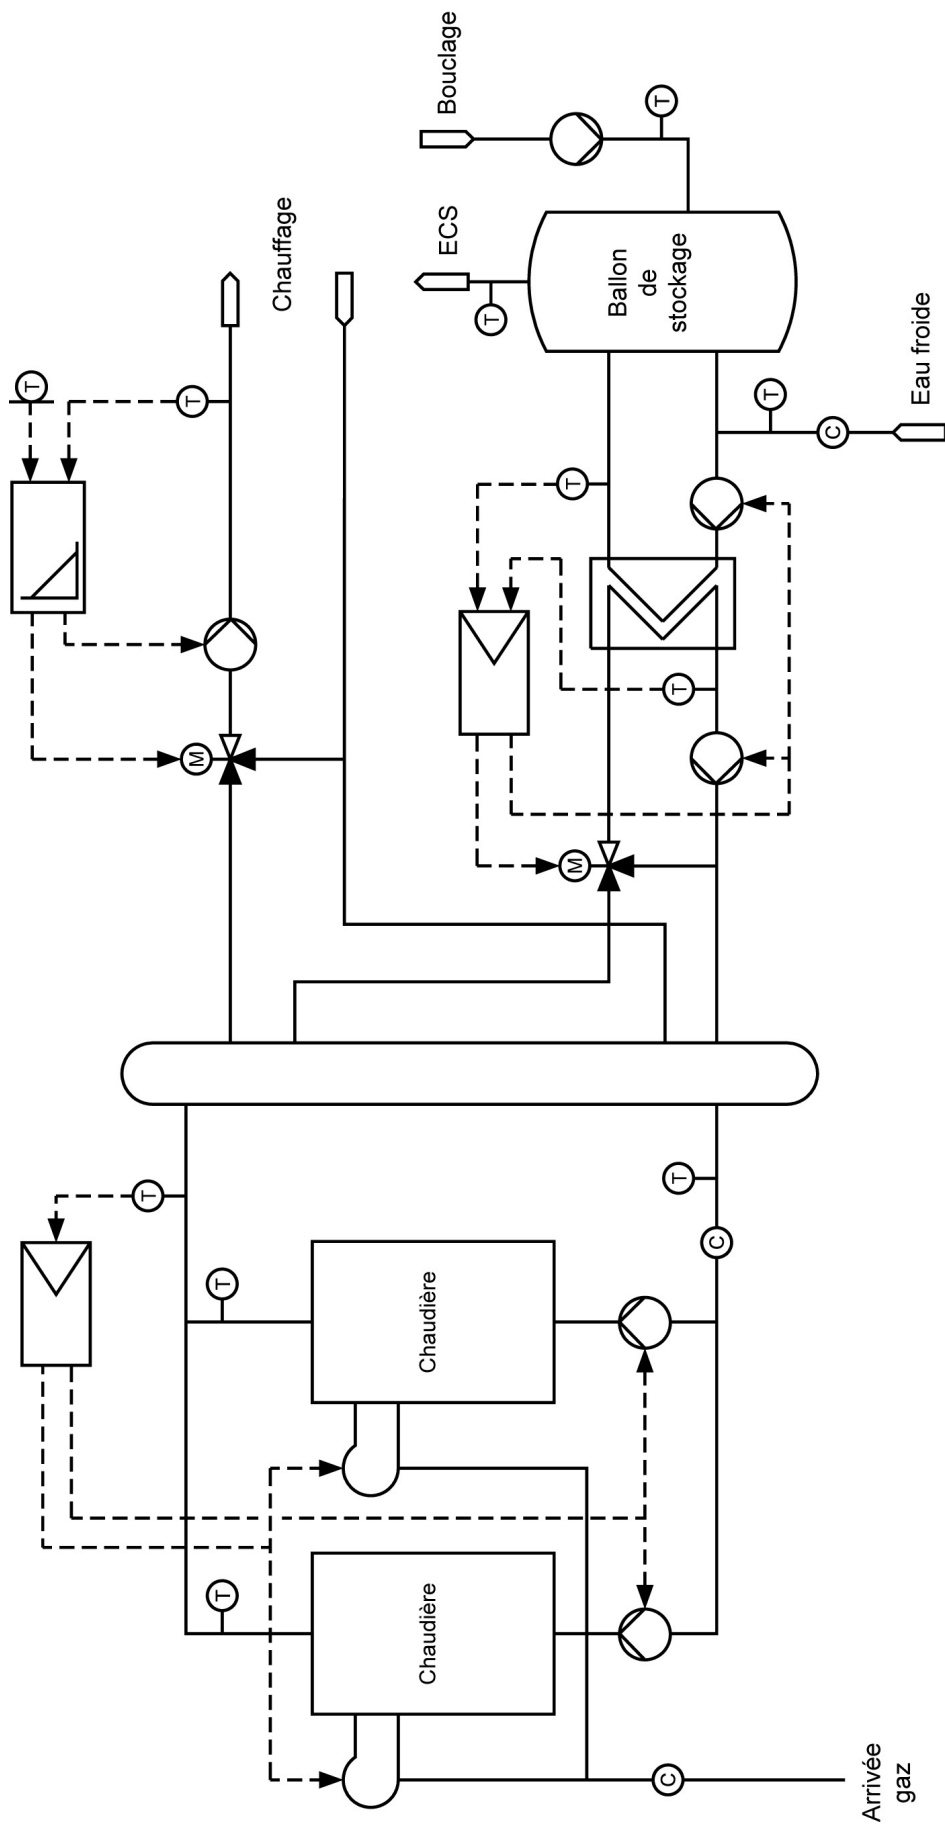 T
T
T
M
T
T
Chauffage
Chaudière
Chaudière
ECS
Bouclage
T
M
T
Ballon
de
stockage
T
C
T
T
C
T
C
Arrivée
gaz
Eau froide